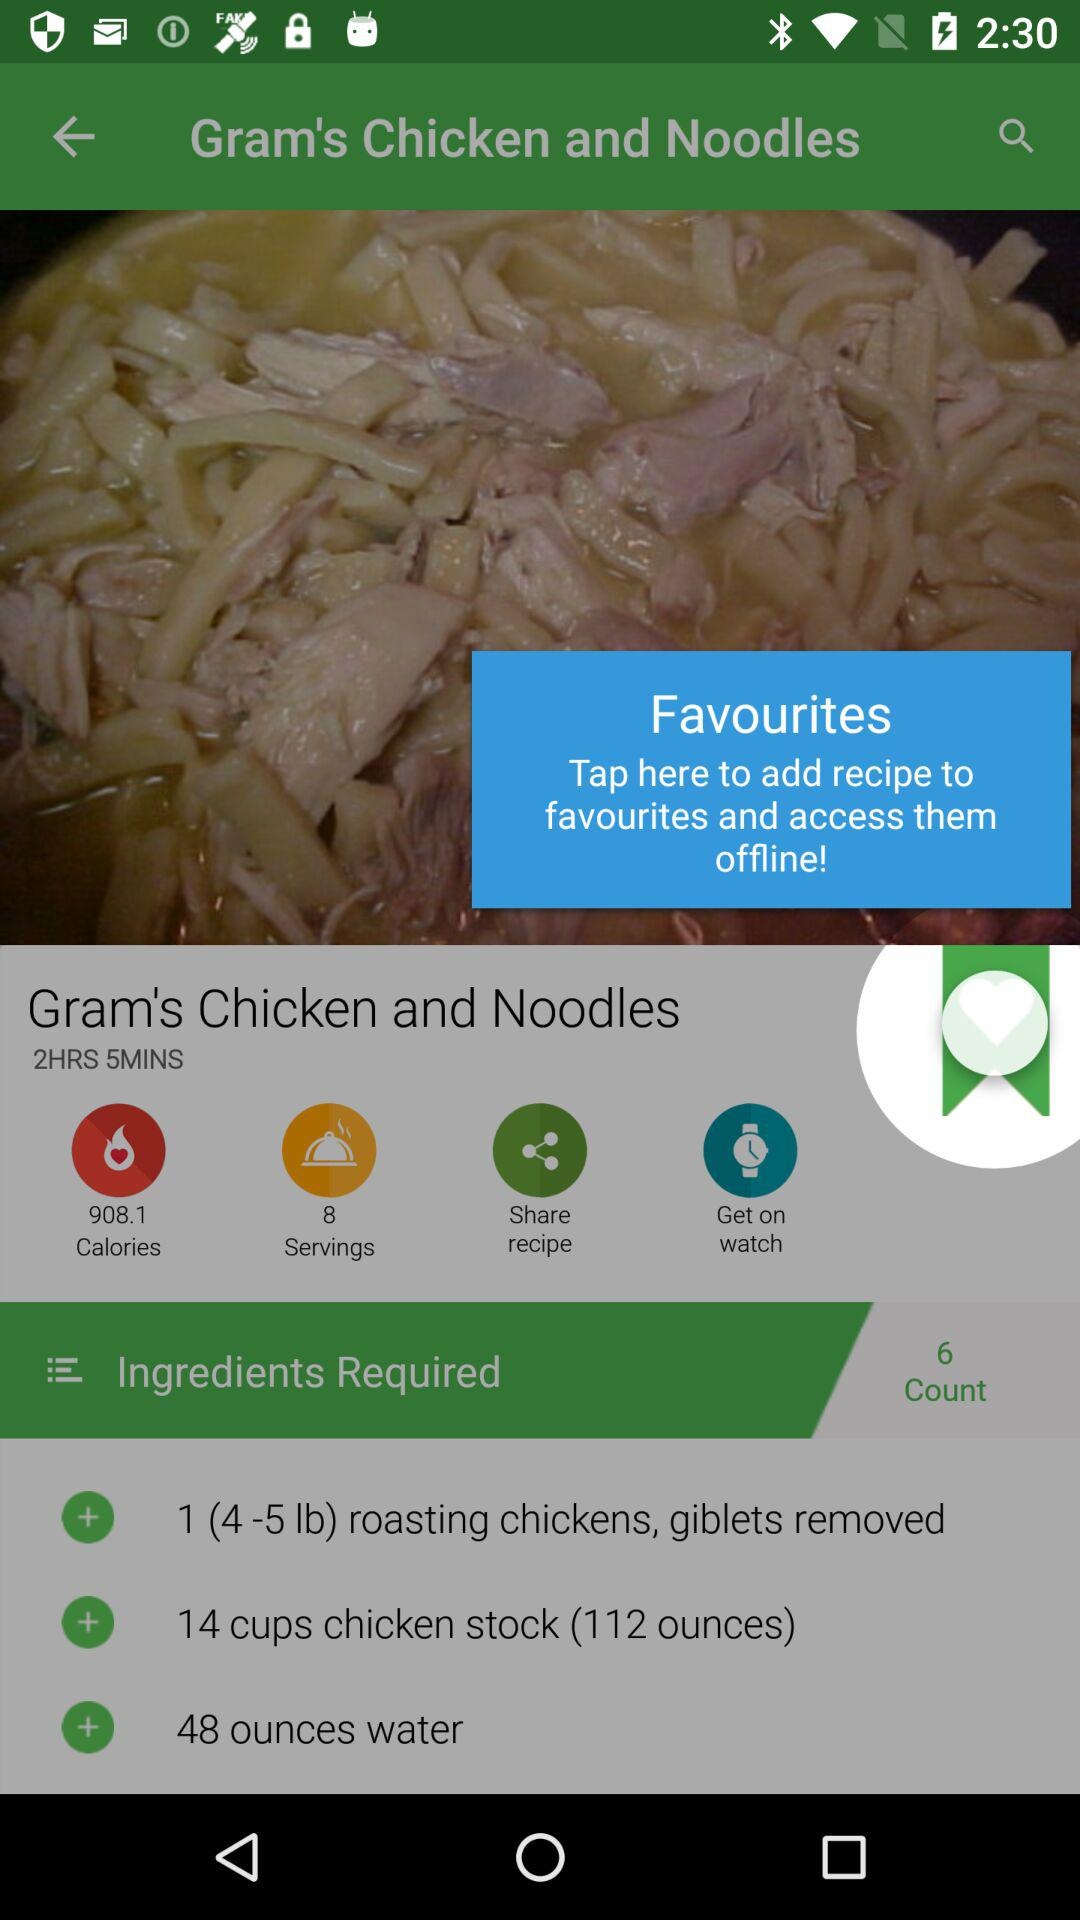 FAKE
2:30
Gram's Chicken and Noodles
Favourites
Tap here to add recipe to
favourites and access them
offline!
Gram's Chicken and Noodles
2HRS 5MINS
908.1
Calories
8
Servings
Share
recipe
Get on
watch
Ingredients Required
6
Count
1 (4 -5 lb) roasting chickens, giblets removed
14 cups chicken stock (112 ounces)
48 ounces water